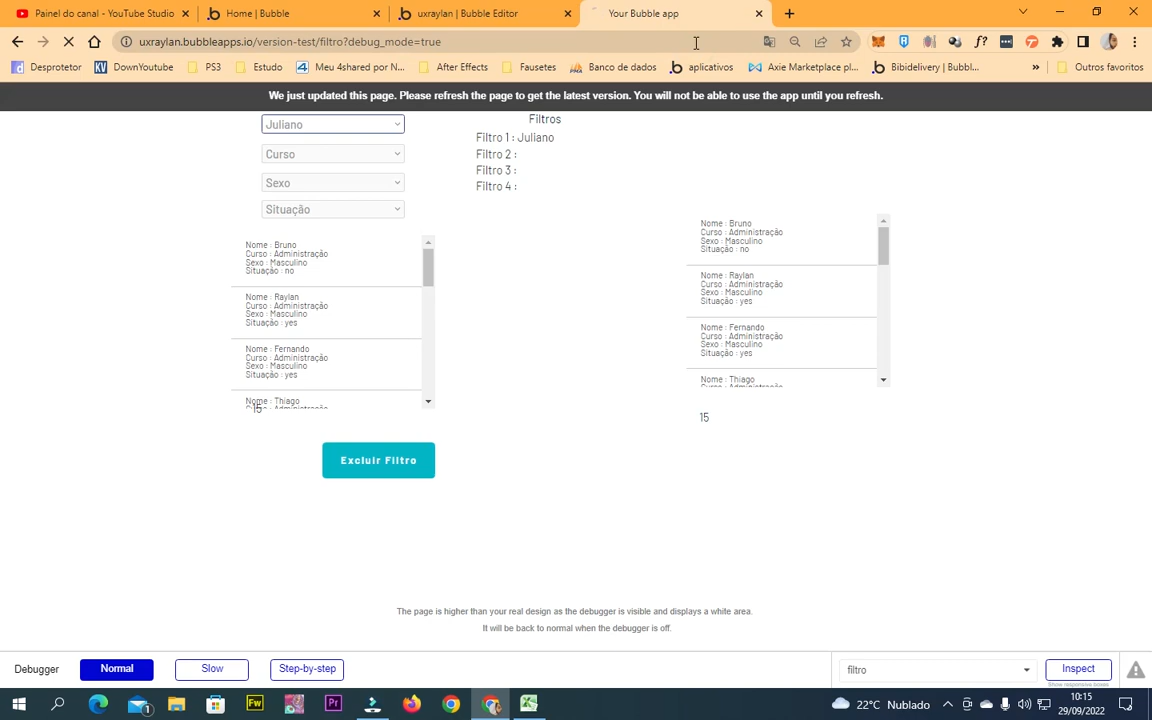 Painel do canal - YouTube Studio
Home | Bubble
uxraylan | Bubble Editor
Your Bubble app
uxraylan.bubbleapps.io/version-test/filtro?debug_mode=true
Desprotetor
DownYoutube
PS3
Estudo
Meu 4shared por N...
After Effects
Fausetes
Banco de dados
aplicativos
Axie Marketplace pl...
Bibidelivery | Bubbl...
»
Outros favoritos
We just updated this page. Please refresh the page to get the latest version. You will not be able to use the app until you refresh.
Juliano
Curso
Sexo
Situação
Filtros
Filtro 1 : Juliano
Filtro 2 :
Filtro 3 :
Filtro 4 :
Nome : Bruno
Curso : Administração
Sexo : Masculino
Situação : no
Nome : Raylan
Curso : Administração
Sexo : Masculino
Situação : yes
Nome : Fernando
Curso : Administração
Sexo : Masculino
Situação : yes
Nome : Thiago
Curso : Administração
15
Nome : Bruno
Curso : Administração
Sexo : Masculino
Situação : no
Nome : Raylan
Curso : Administração
Sexo : Masculino
Situação : yes
Nome : Fernando
Curso : Administração
Sexo : Masculino
Situação : yes
Nome : Thiago
Curso : Administração
15
Excluir Filtro
The page is higher than your real design as the debugger is visible and displays a white area.
It will be back to normal when the debugger is off.
Debugger
Normal
Slow
Step-by-step
filtro
Inspect
Show responsive boxes
22°C Nublado
10:15
29/09/2022